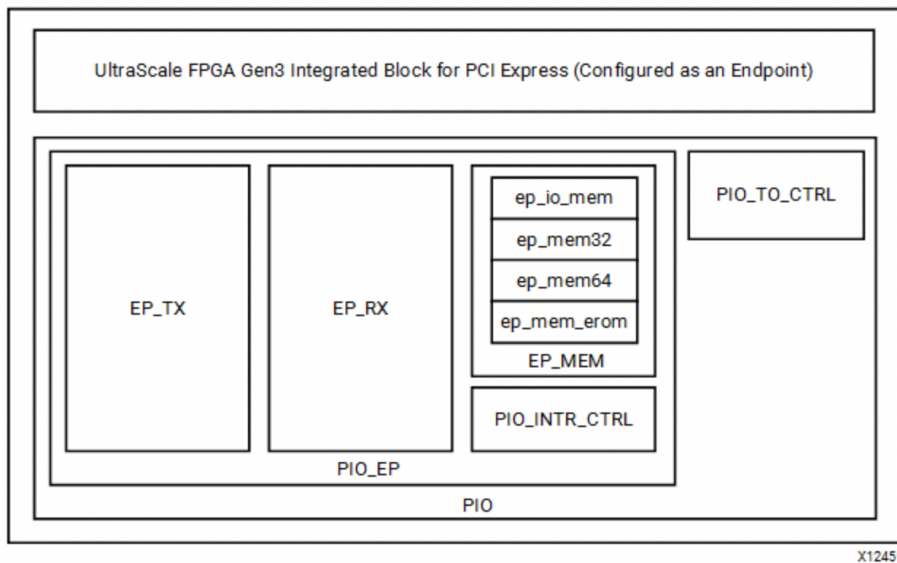 UltraScale FPGA Gen3 Integrated Block for PCI Express (Configured as an Endpoint)
EP_TX
EP_RX
ep_io_mem
ep_mem32
ep_mem64
ep_mem_erom
EP_MEM
PIO_INTR_CTRL
PIO_EP
PIO_TO_CTRL
PIO
X1245